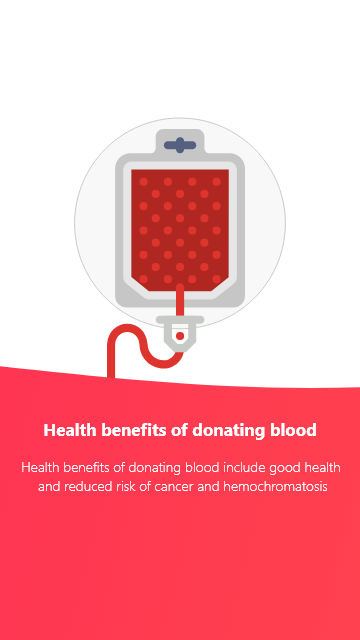 Health benefits of donating blood
Health benefits of donating blood include good health
and reduced risk of cancer and hemochromatosis